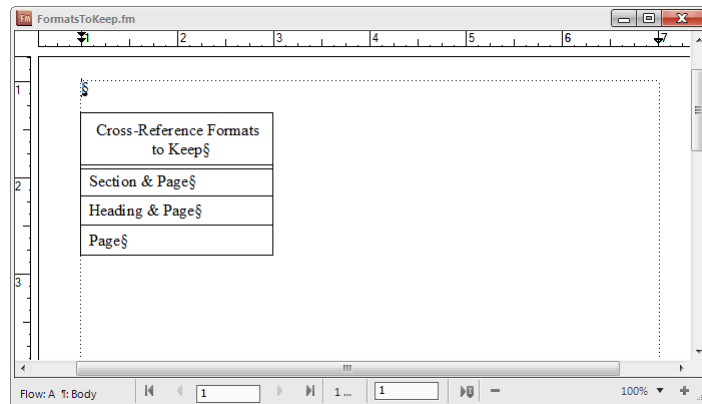 Fm FormatsToKeep.fm
1 2 3 4 5 6 7
1
§
Cross-Reference Formats
to Keep§
2
Section & Page§
Heading & Page§
Page§
3
Flow: A ¶: Body 1 1 ... 1 100%